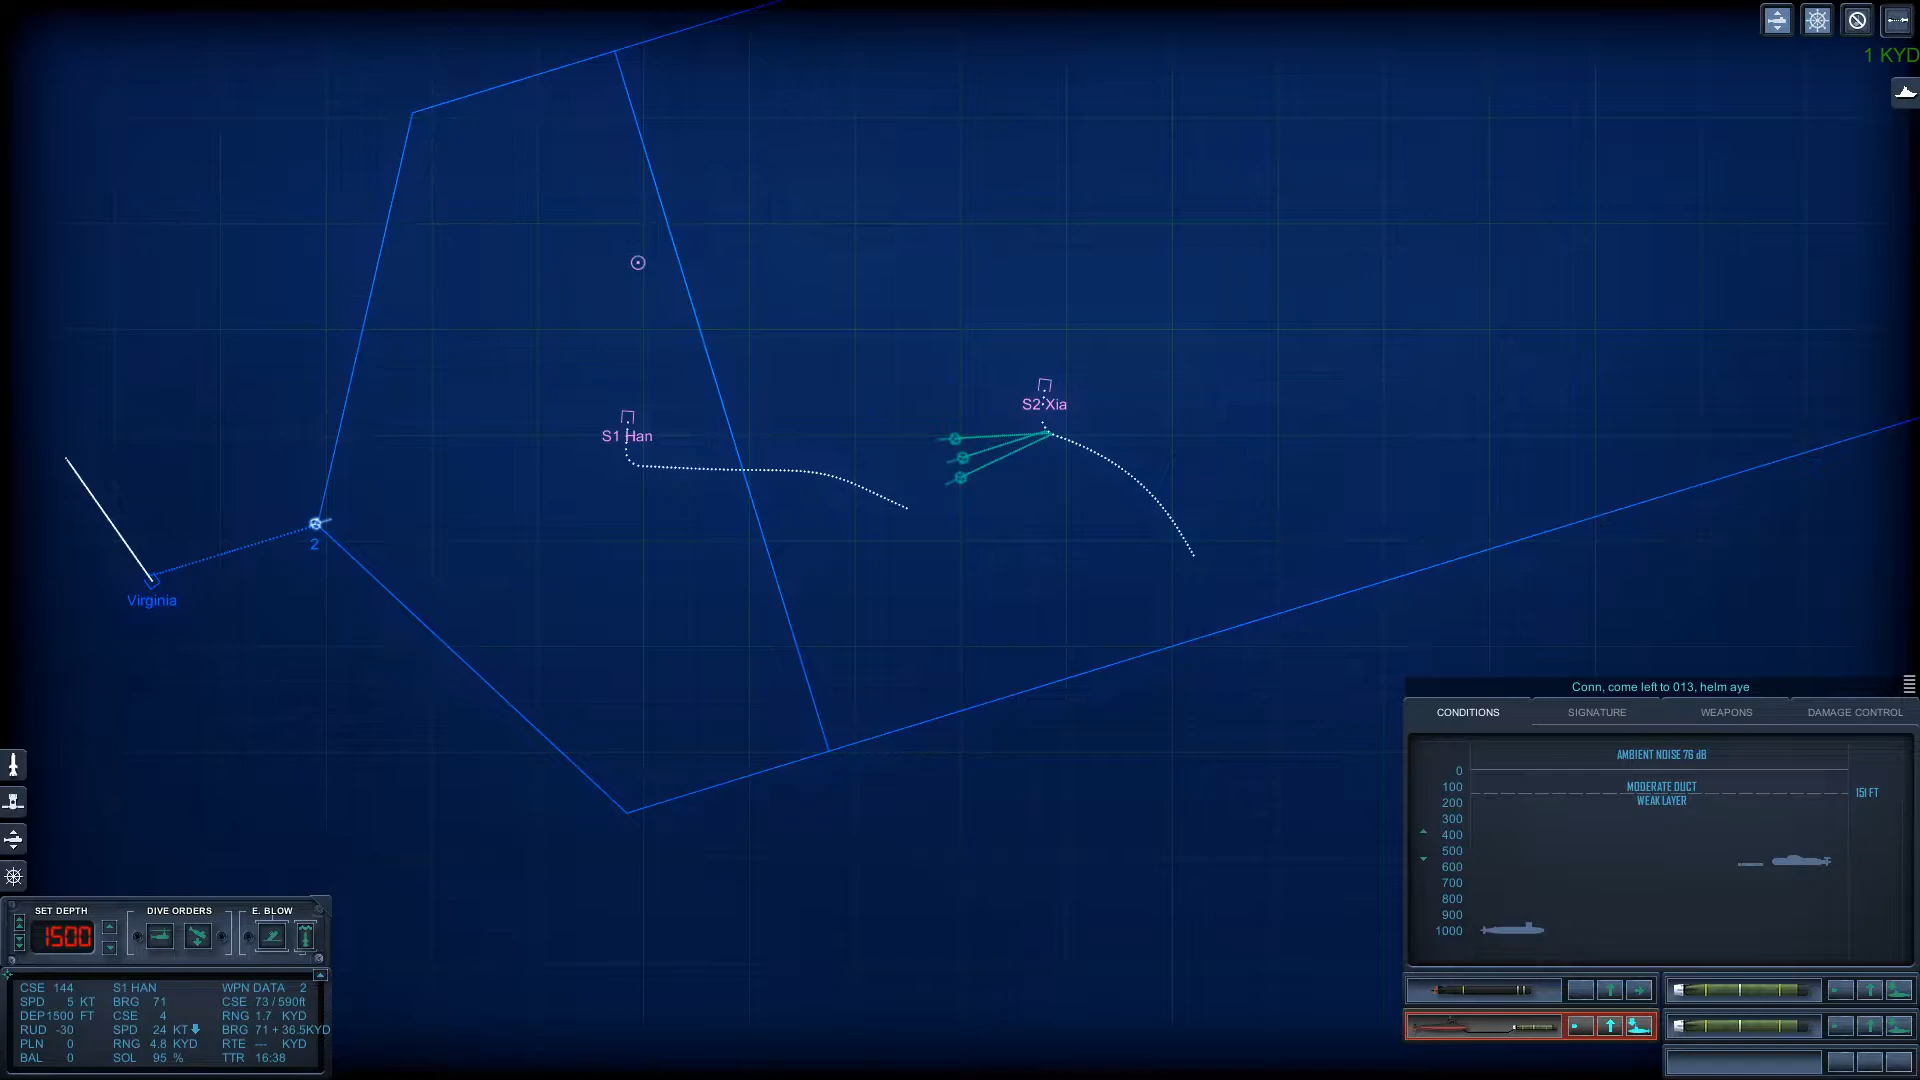 1 KYD
S2 Xia
S1 Han
2
Virginia
Conn, come left to 013, helm aye
CONDITIONS SIGNATURE WEAPONS DAMAGE CONTROL
AMBIENT NOISE 76 dB
0
100 MODERATE DUCT 151 FT
200 WEAK LAYER
300
400
500
600
700
800
900
1000
SET DEPTH DIVE ORDERS E. BLOW
1500
CSE 144 S1 HAN WPN DATA 2
SPD 5 KT BRG 71 CSE 73 / 590ft
DEP 1500 FT CSE 4 RNG 1.7 KYD
RUD -30 SPD 24 KT BRG 71 + 36.5KYD
PLN 0 RNG 4.8 KYD RTE --- KYD
BAL 0 SOL 95 % TTR 16:38